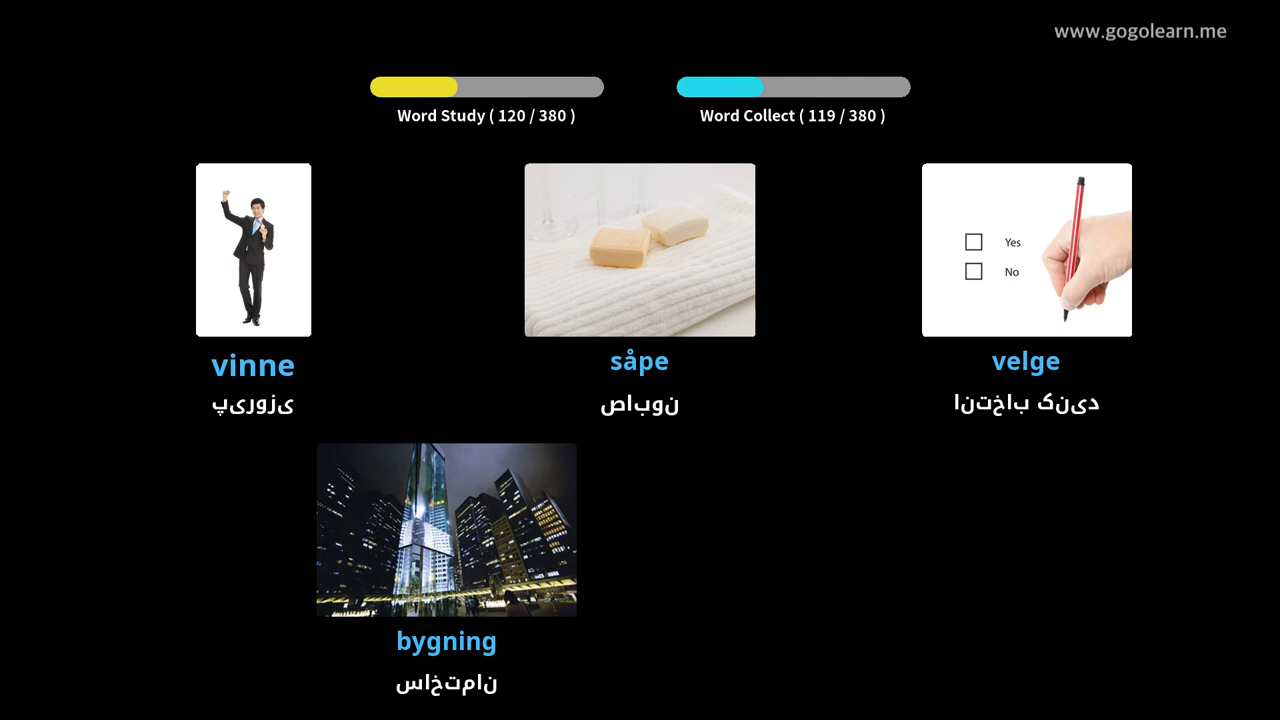 www.gogolearn.me
Word Study ( 120 / 380 )
Word Collect ( 119 / 380 )
vinne
پیروزی
såpe
صابون
velge
انتخاب کنید
Yes
No
bygning
ساختمان